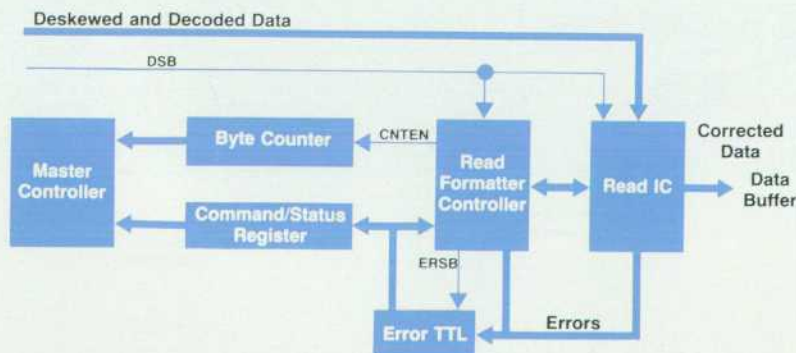 Deskewed and Decoded Data
DSB
Byte Counter
CNTEN
Master
Controller
Read
Formatter
Controller
Read IC
Corrected
Data
Data
Buffer
Command/Status
Register
ERSB
Error TTL
Errors